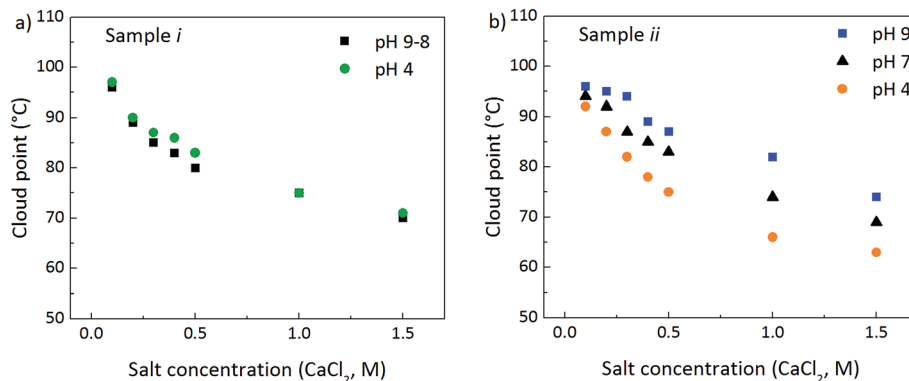 a)
Sample i
pH 9-8
pH 4
110
100
90
80
70
60
50
Cloud point (°C)
0.0 0.5 1.0 1.5
Salt concentration (CaCl₂, M)
b)
Sample ii
pH 9
pH 7
pH 4
110
100
90
80
70
60
50
Cloud point (°C)
0.0 0.5 1.0 1.5
Salt concentration (CaCl₂, M)